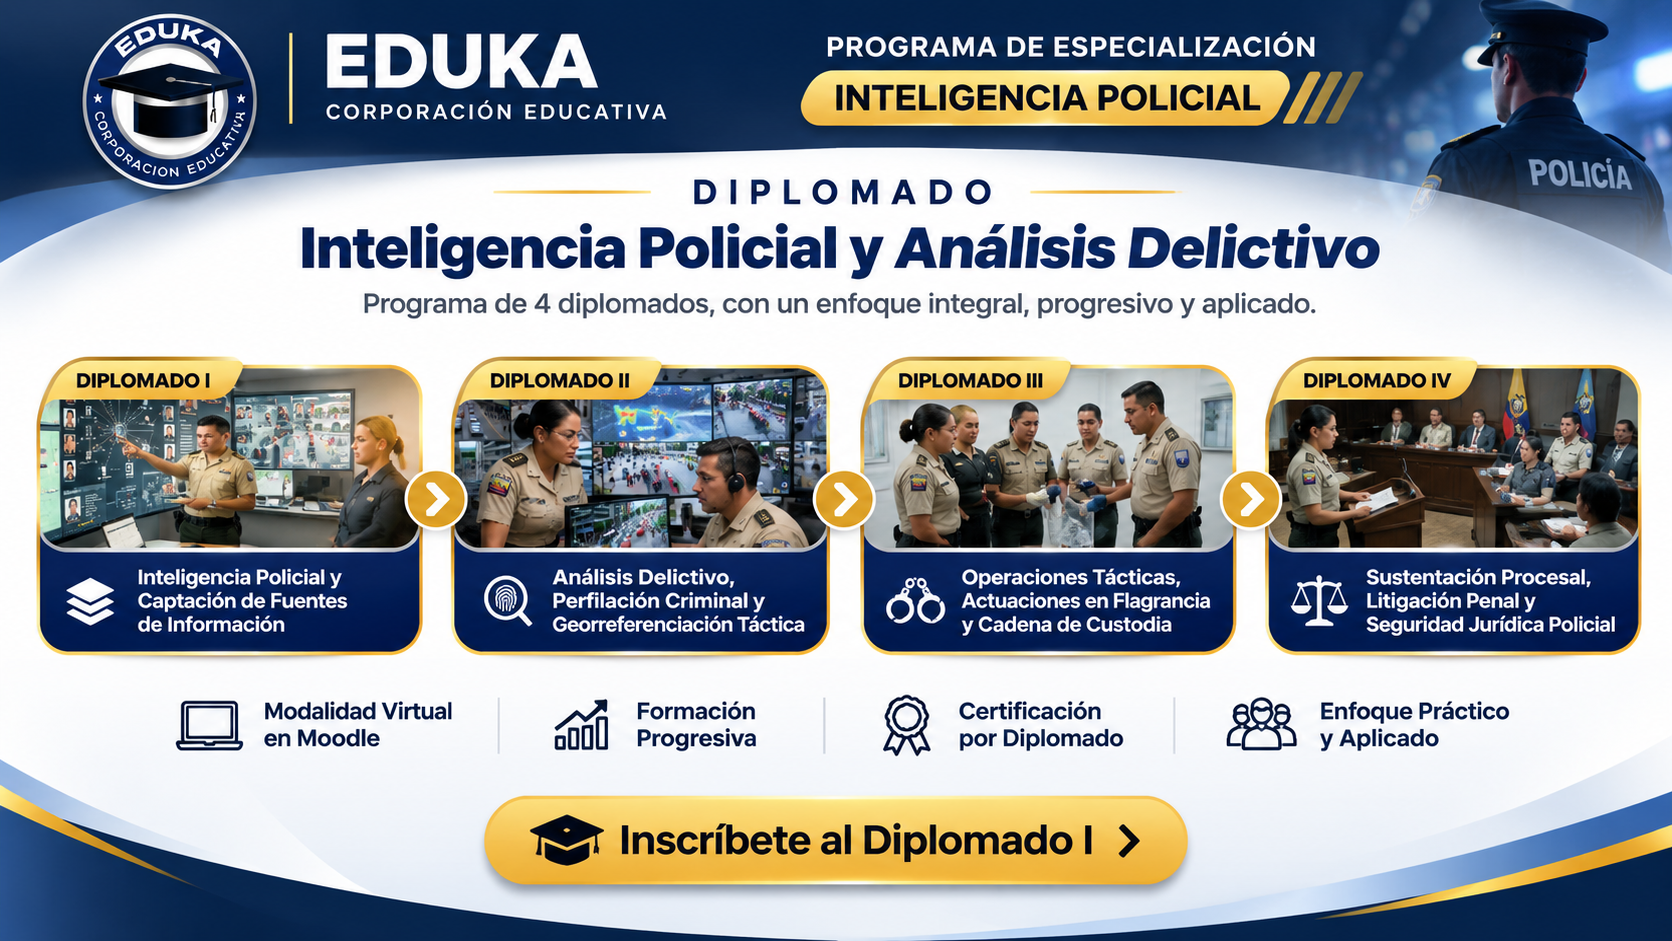 EDUKA
CORPORACION EDUCATIVA
EDUKA
CORPORACIÓN EDUCATIVA
PROGRAMA DE ESPECIALIZACIÓN
INTELIGENCIA POLICIAL
POLICÍA
DIPLOMADO
Inteligencia Policial y Análisis Delictivo
Programa de 4 diplomados, con un enfoque integral, progresivo y aplicado.
DIPLOMADO I
Inteligencia Policial y
Captación de Fuentes
de Información
DIPLOMADO II
Análisis Delictivo,
Perfilación Criminal y
Georreferenciación Táctica
DIPLOMADO III
Operaciones Tácticas,
Actuaciones en Flagrancia
y Cadena de Custodia
DIPLOMADO IV
Sustentación Procesal,
Litigación Penal y
Seguridad Jurídica Policial
Modalidad Virtual
en Moodle
Formación
Progresiva
Certificación
por Diplomado
Enfoque Práctico
y Aplicado
Inscríbete al Diplomado I